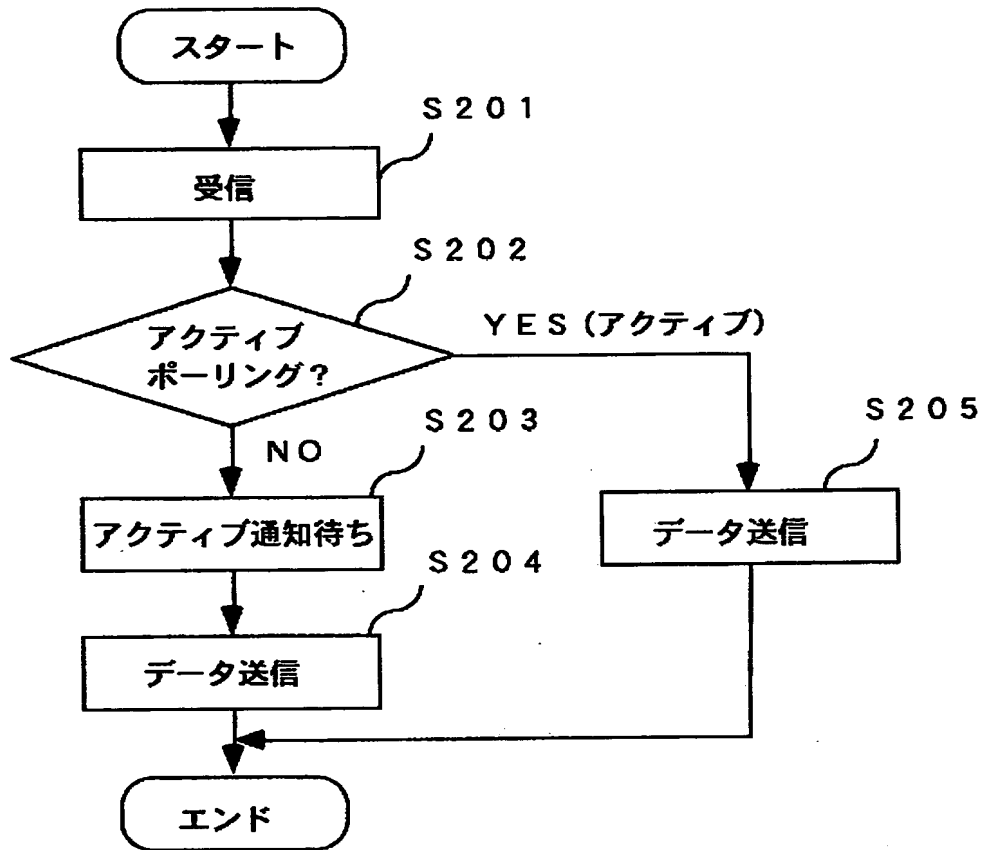 スタート
S201
受信
S202
アクティブ
ポーリング?
YES(アクティブ)
NO
S203
アクティブ通知待ち
S205
データ送信
S204
データ送信
エンド